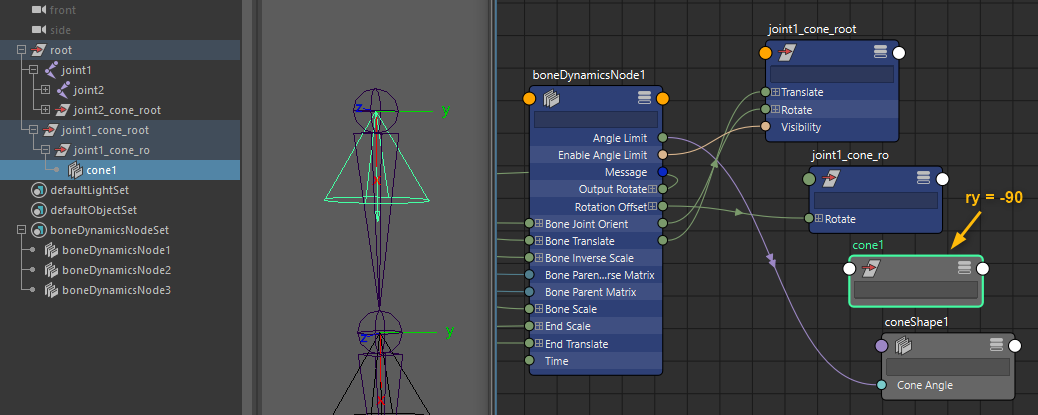 front
side
root
joint1
joint2
joint2_cone_root
joint1_cone_root
joint1_cone_ro
cone1
defaultLightSet
defaultObjectSet
boneDynamicsNodeSet
boneDynamicsNode1
boneDynamicsNode2
boneDynamicsNode3
z
y
x
z
y
x
boneDynamicsNode1
Angle Limit
Enable Angle Limit
Message
Output Rotate
Rotation Offset
Bone Joint Orient
Bone Translate
Bone Inverse Scale
Bone Paren...rse Matrix
Bone Parent Matrix
Bone Scale
End Scale
End Translate
Time
joint1_cone_root
Translate
Rotate
Visibility
joint1_cone_ro
Rotate
ry = -90
cone1
coneShape1
Cone Angle